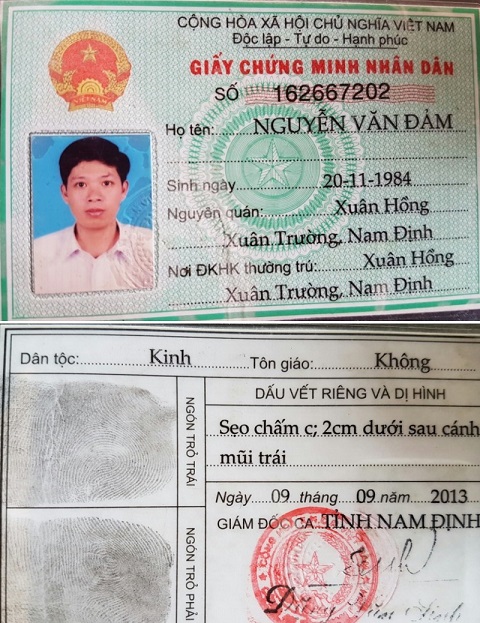 CỘNG HÒA XÃ HỘI CHỦ NGHĨA VIỆT NAM
Độc lập - Tự do - Hạnh phúc
GIẤY CHỨNG MINH NHÂN DÂN
SỐ 162667202
Họ tên: NGUYỄN VĂN ĐẢM
Sinh ngày 20-11-1984
Nguyên quán: Xuân Hồng
Xuân Trường, Nam Định
Nơi ĐKHK thường trú: Xuân Hồng
Xuân Trường, Nam Định
Dân tộc: Kinh Tôn giáo: Không
NGÓN TRỎ TRÁI
NGÓN TRỎ PHẢI
DẤU VẾT RIÊNG VÀ DỊ HÌNH
Sẹo chấm c; 2cm dưới sau cánh
mũi trái
Ngày 09 tháng 09 năm 2013
GIÁM ĐỐC CA TỈNH NAM ĐỊNH